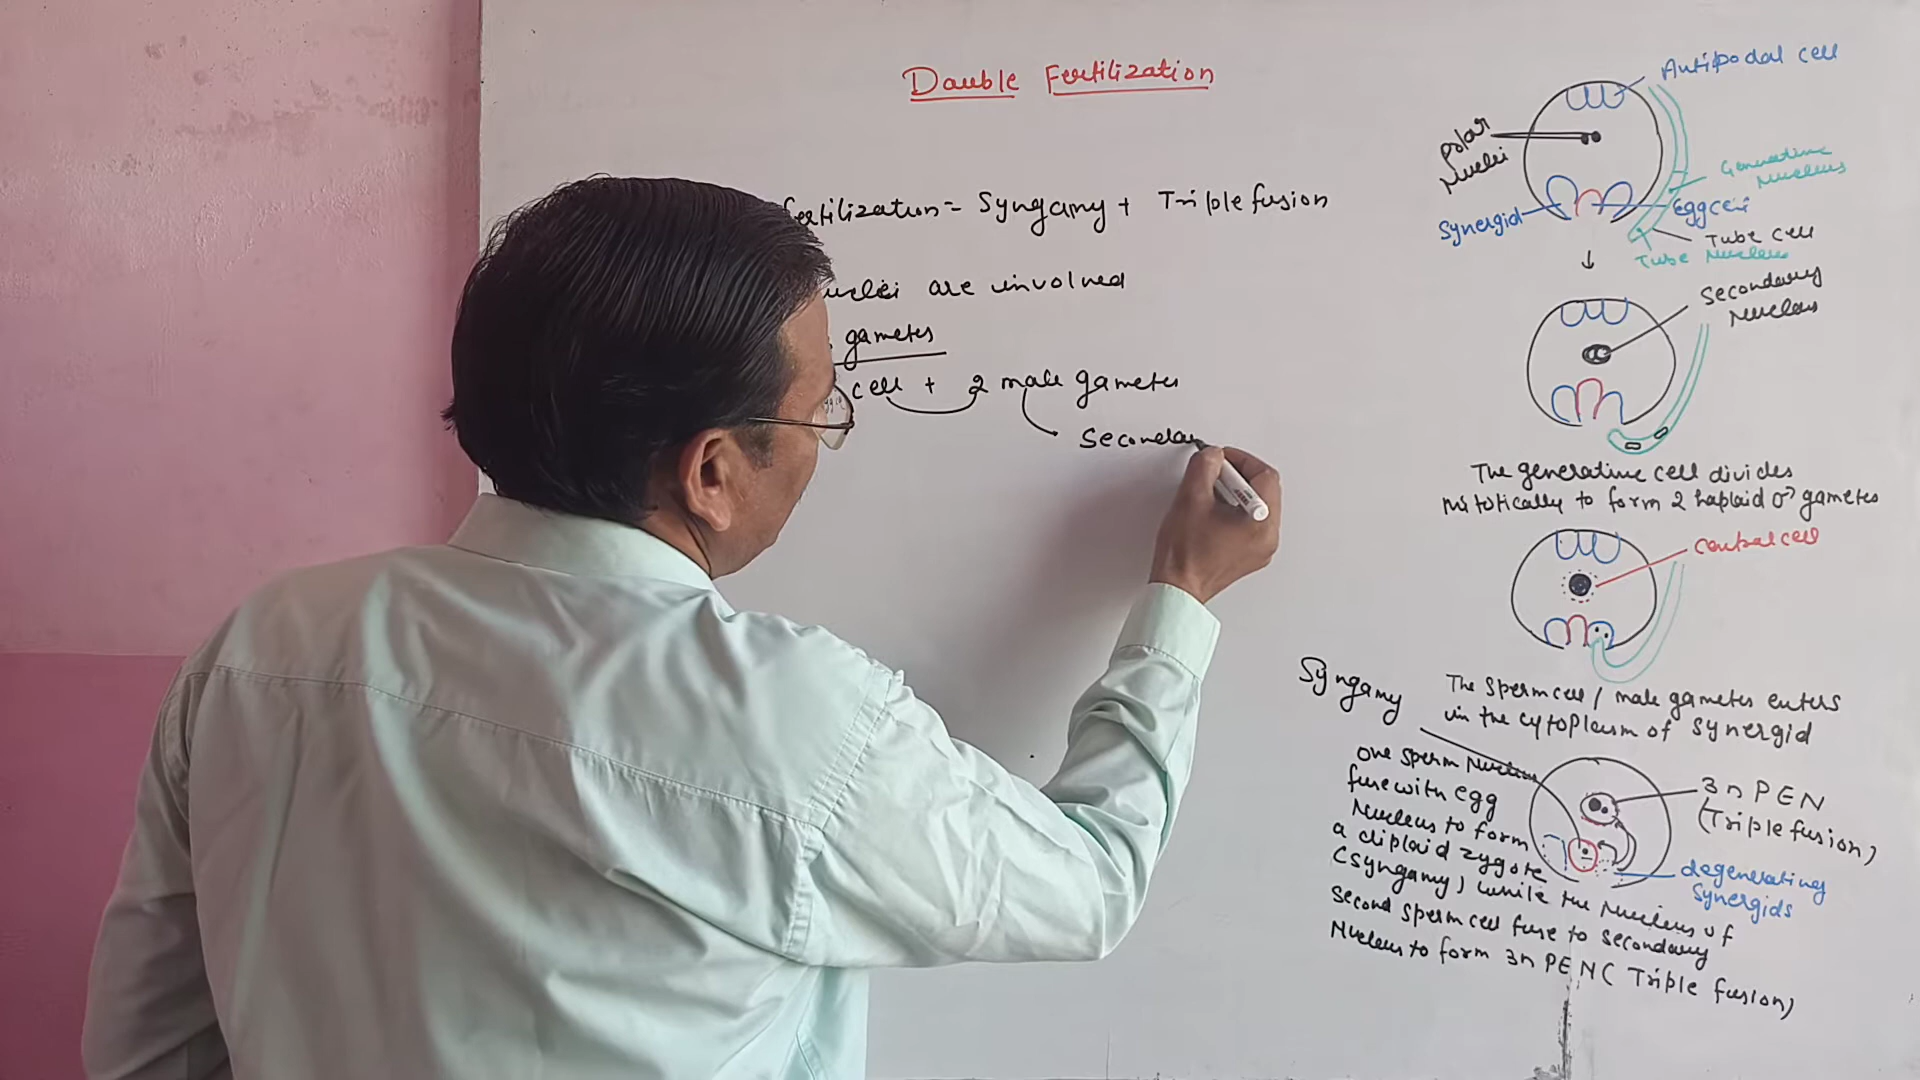 Dauble Fertilization
fertilization = Syngamy + Triple fusion
nuclei are involved
gametes
cell + 2 male gametes
Seconda
Antipodal cell
Polar
Nuclei
Generative
Nucleus
Synergid
Egg cell
Tube cell
Tube Nucleus
↓
Secondary
Nucleus
The generative cell divides
mitotically to form 2 haploid ♂ gametes
Central cell
Syngamy
The sperm cell / male gametes enters
in the cytoplasm of synergid
One sperm Nucleus
fuse with egg
Nucleus to form
a diploid zygote
(syngamy) while the nucleus of
second sperm cell fuse to secondary
Nucleus to form 3n PEN ( Triple fusion)
3n PEN
(Triple fusion)
degenerating
synergids